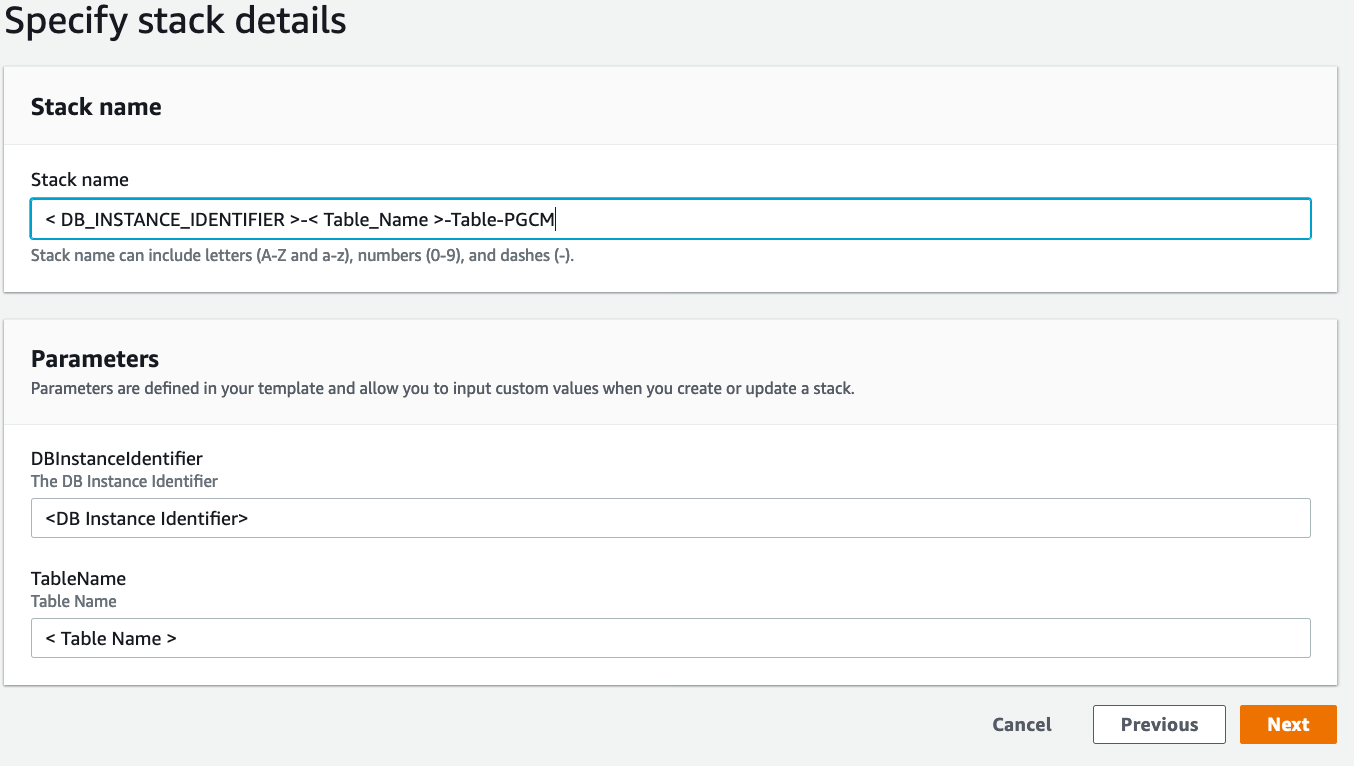 Specify stack details
Stack name
Stack name
< DB_INSTANCE_IDENTIFIER >-< Table_Name >-Table-PGCM
Stack name can include letters (A-Z and a-z), numbers (0-9), and dashes (-).
Parameters
Parameters are defined in your template and allow you to input custom values when you create or update a stack.
DBInstanceIdentifier
The DB Instance Identifier
<DB Instance Identifier>
TableName
Table Name
< Table Name >
Cancel Previous Next